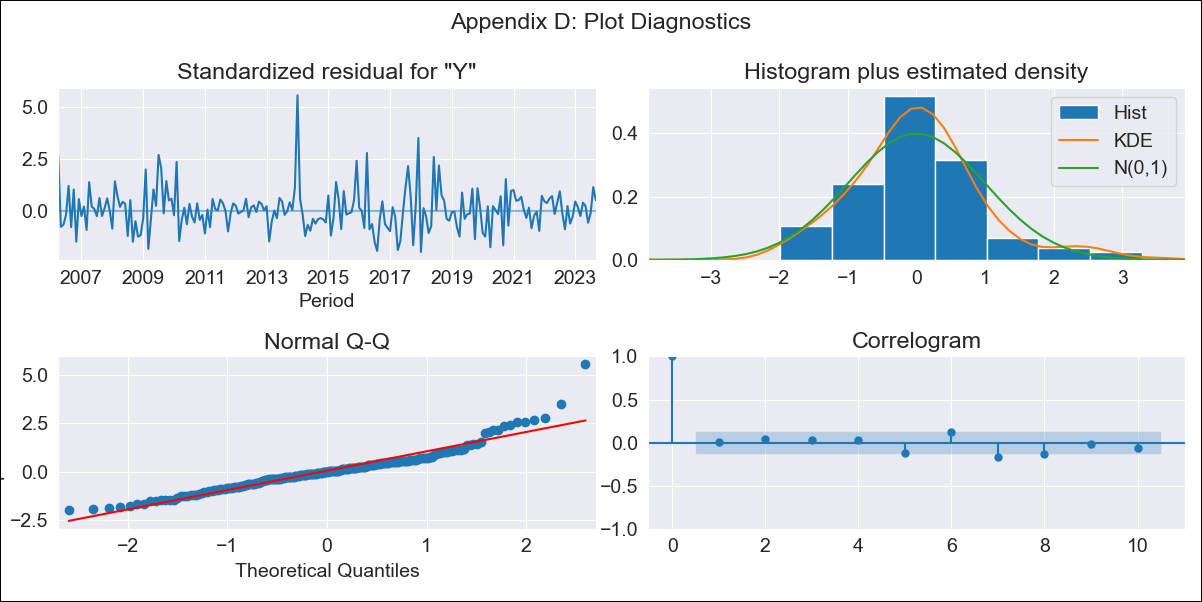 Appendix D: Plot Diagnostics
Standardized residual for "Y"
5.0
2.5
0.0
2007 2009 2011 2013 2015 2017 2019 2021 2023
Period
Histogram plus estimated density
0.4
0.2
0.0
−3 −2 −1 0 1 2 3
Hist
KDE
N(0,1)
Normal Q-Q
5.0
2.5
0.0
−2.5
−2 −1 0 1 2
Theoretical Quantiles
Correlogram
1.0
0.5
0.0
−0.5
−1.0
0 2 4 6 8 10